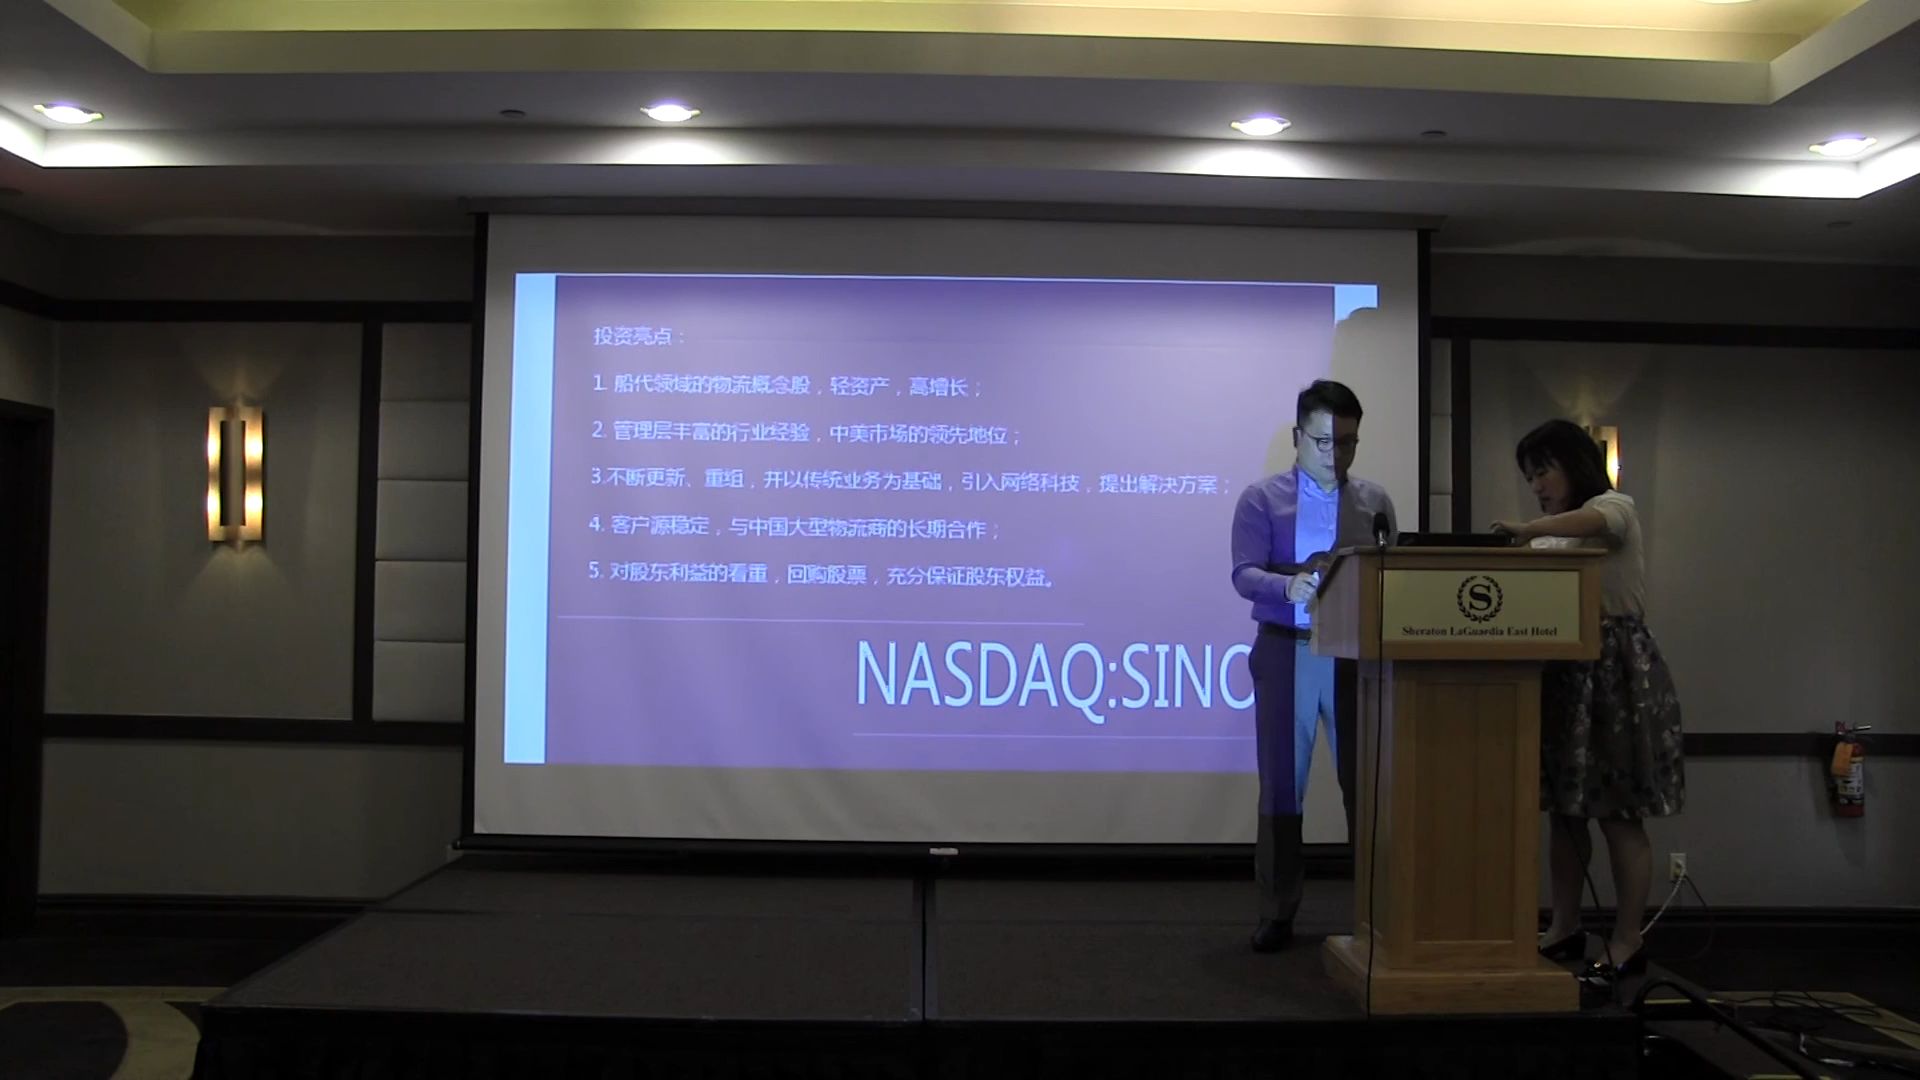 投资亮点：
1. 船代领域的物流概念股，轻资产，高增长；
2. 管理层丰富的行业经验，中美市场的领先地位；
3.不断更新、重组，并以传统业务为基础，引入网络科技，提出解决方案；
4. 客户源稳定，与中国大型物流商的长期合作；
5. 对股东利益的看重，回购股票，充分保证股东权益。
NASDAQ:SINO
S
Sheraton LaGuardia East Hotel